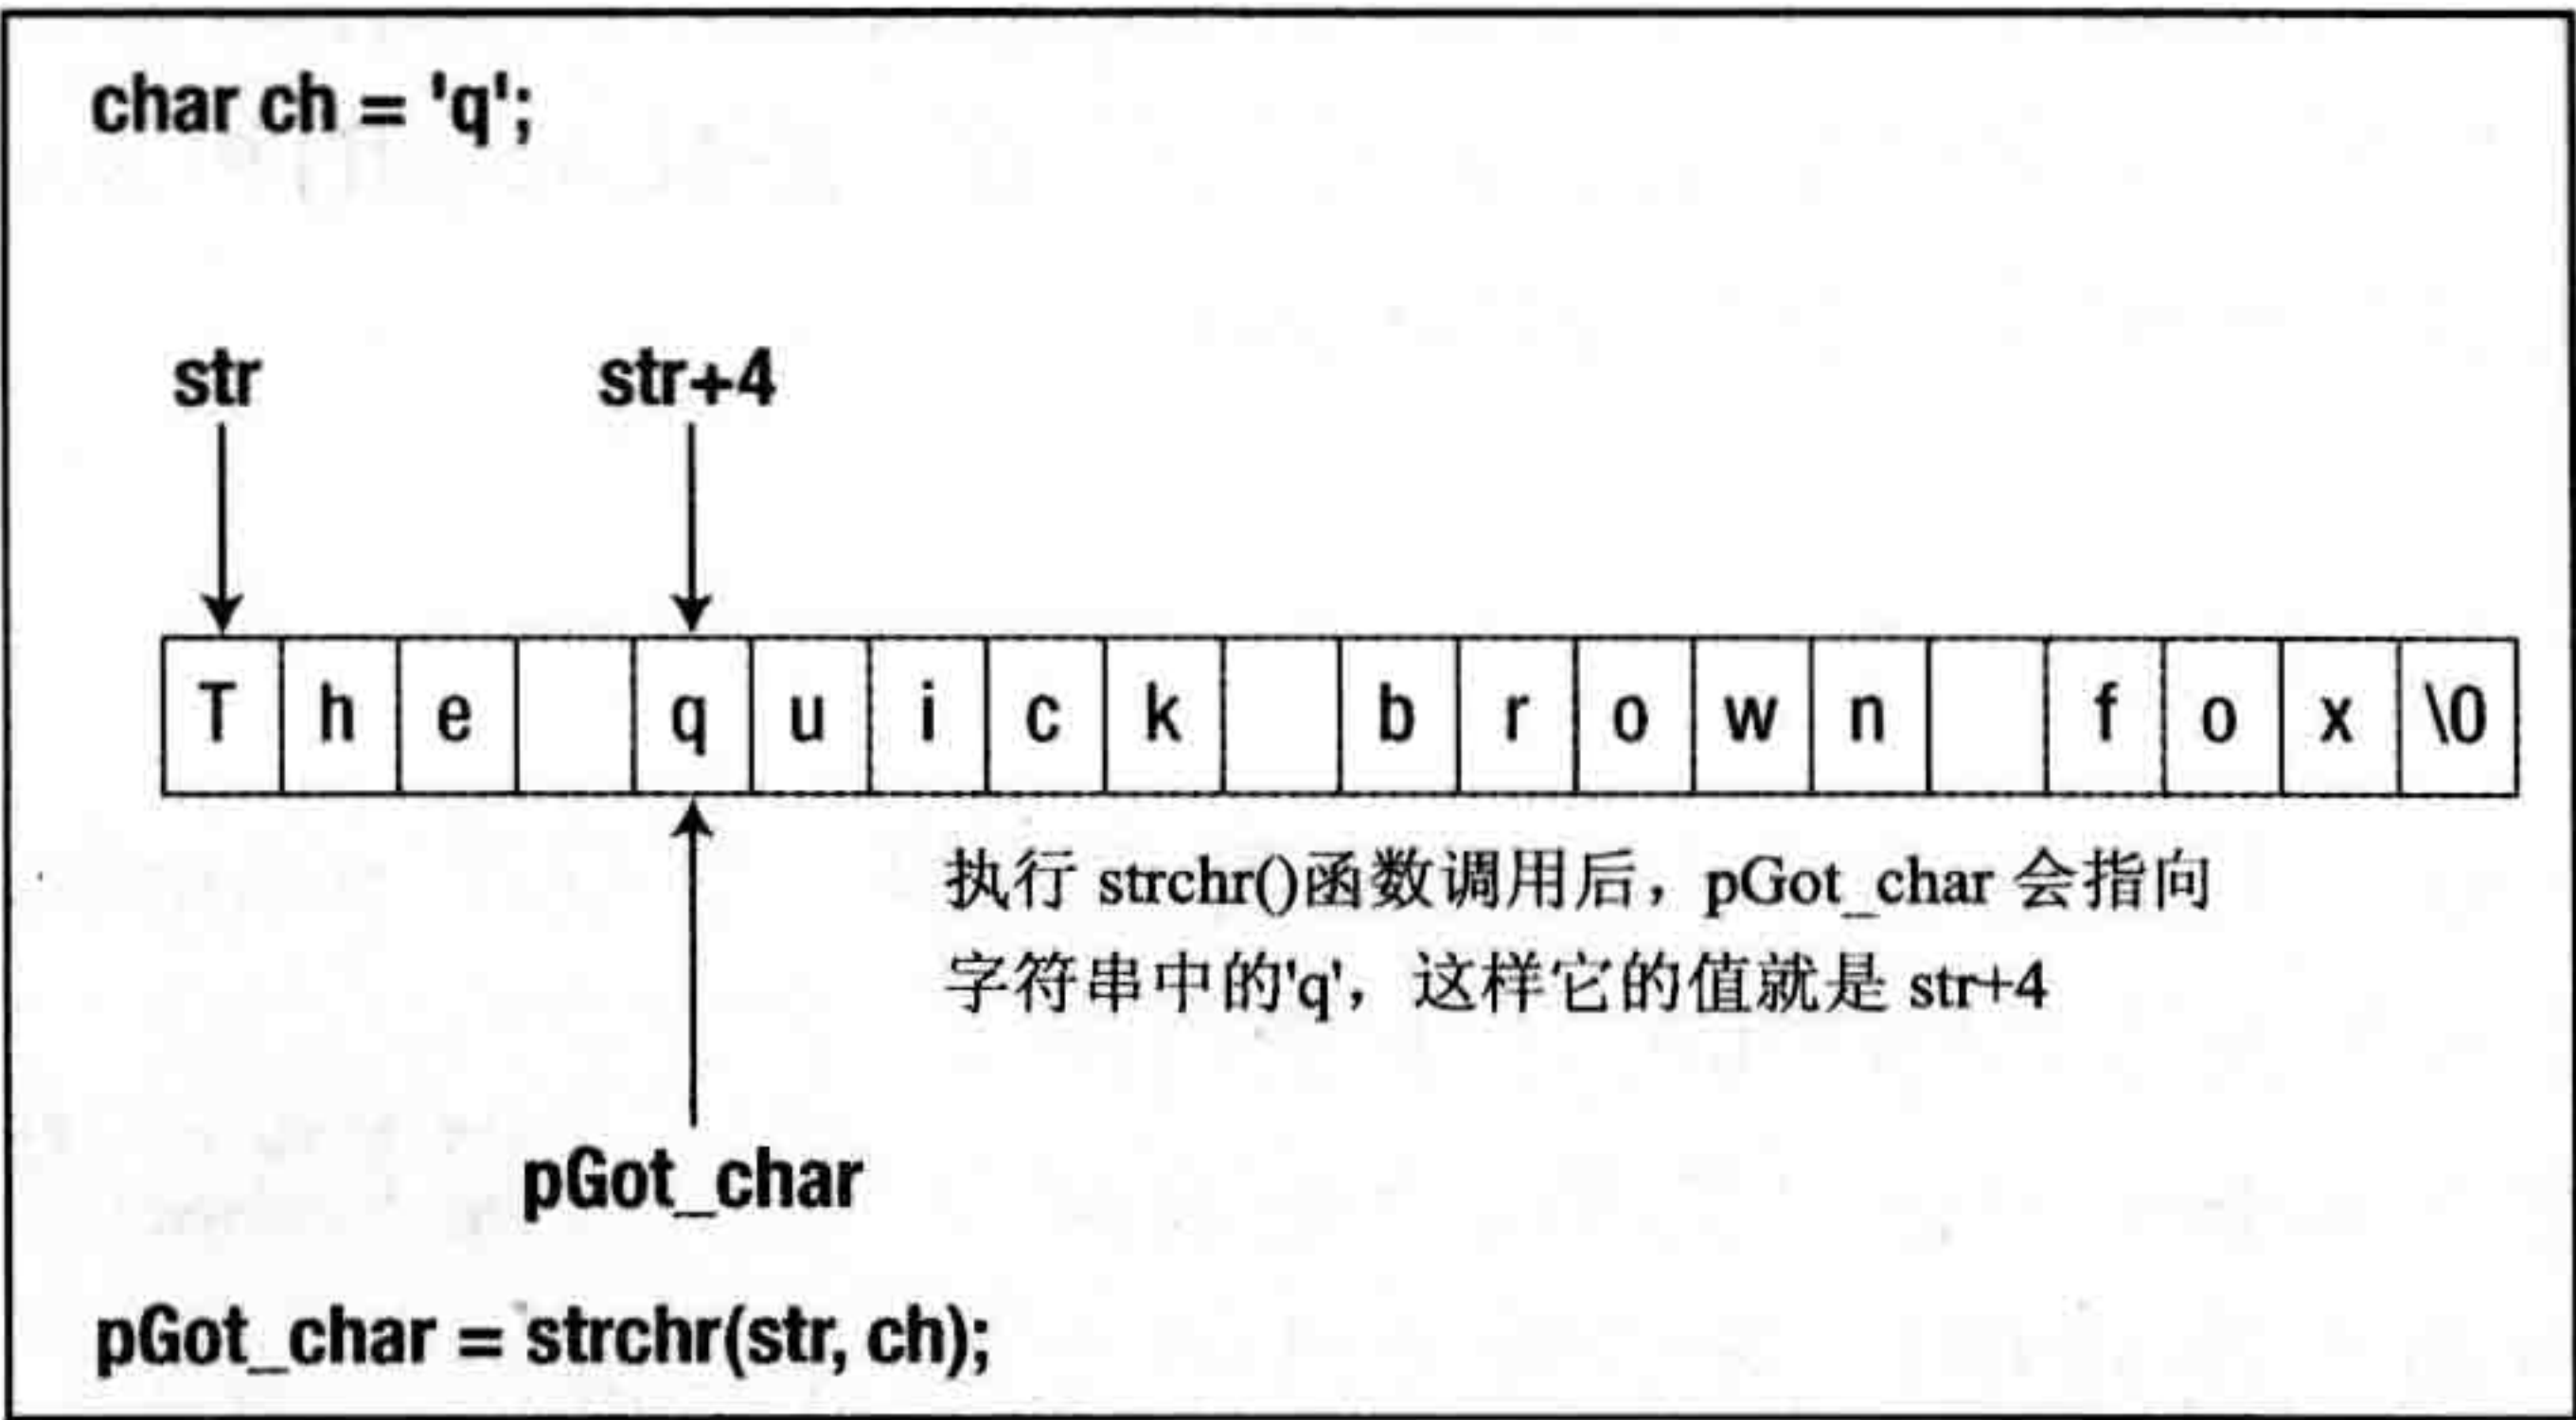 char ch = 'q';
str str+4
T h e q u i c k b r o w n f o x \0
执行 strchr()函数调用后，pGot_char 会指向
字符串中的'q'，这样它的值就是 str+4
pGot_char
pGot_char = strchr(str, ch);